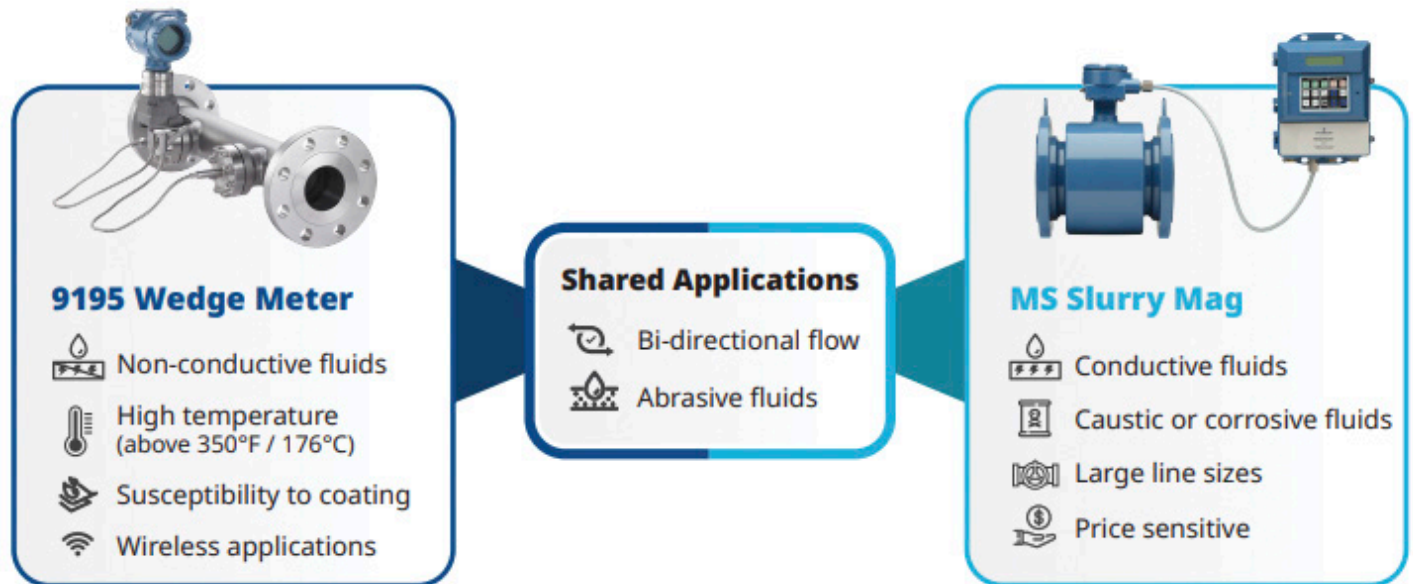 9195 Wedge Meter
Non-conductive fluids
High temperature
(above 350°F / 176°C)
Susceptibility to coating
Wireless applications
Shared Applications
Bi-directional flow
Abrasive fluids
MS Slurry Mag
Conductive fluids
Caustic or corrosive fluids
Large line sizes
Price sensitive